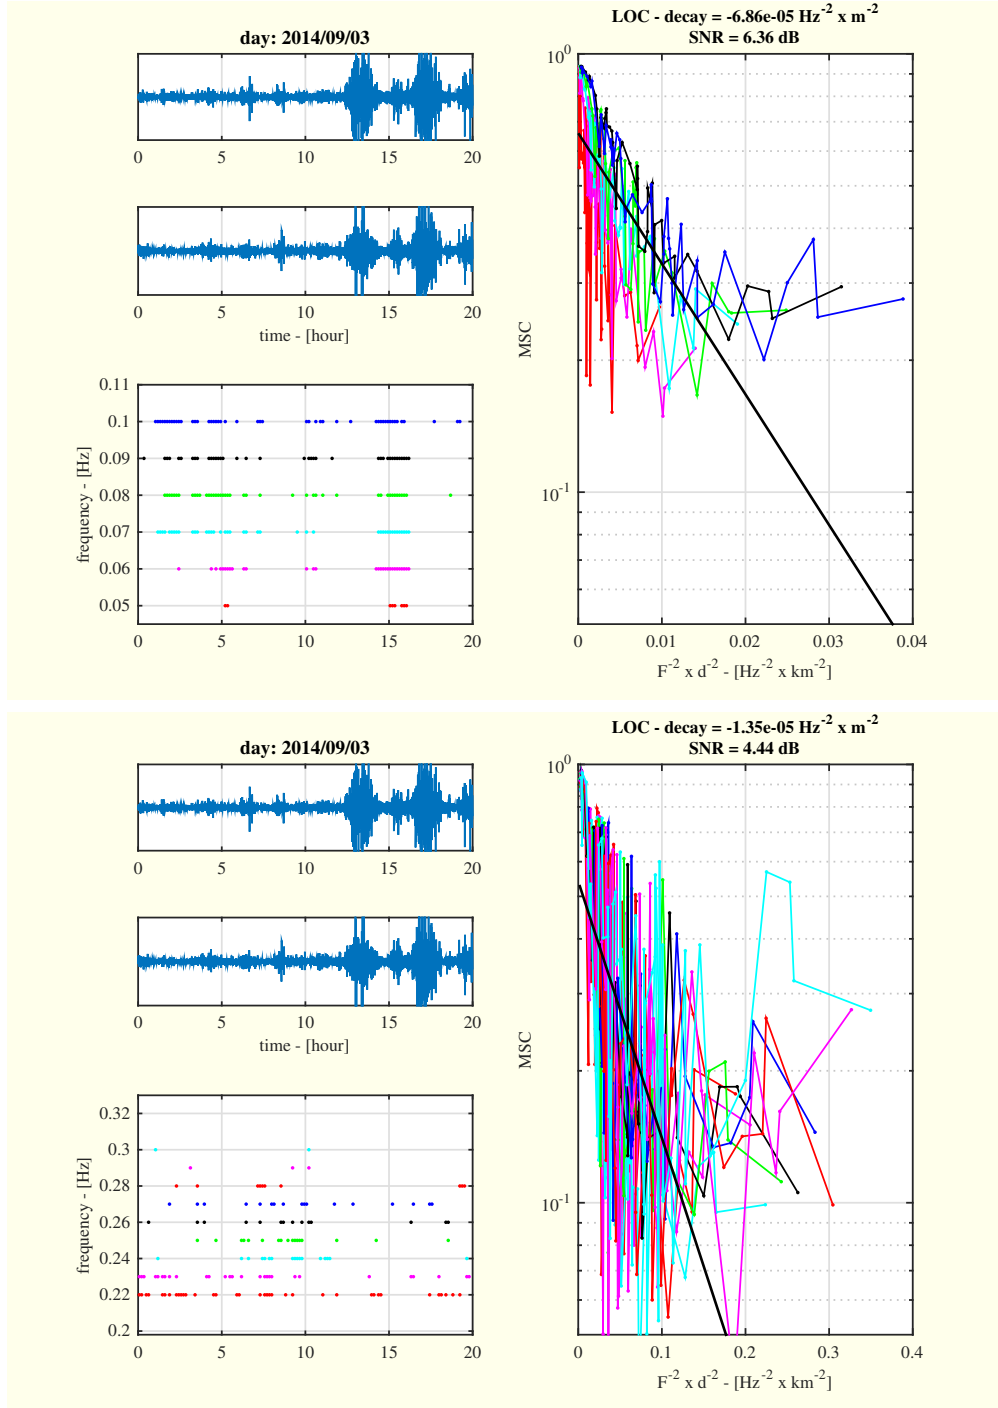 day: 2014/09/03
0 5 10 15 20
0 5 10 15 20
time - [hour]
0.11
0.1
0.09
0.08
0.07
0.06
0.05
frequency - [Hz]
0 5 10 15 20
LOC - decay = -6.86e-05 Hz^-2 x m^-2
SNR = 6.36 dB
10^0
10^-1
MSC
0 0.01 0.02 0.03 0.04
F^-2 x d^-2 - [Hz^-2 x km^-2]
day: 2014/09/03
0 5 10 15 20
0 5 10 15 20
time - [hour]
0.32
0.3
0.28
0.26
0.24
0.22
0.2
frequency - [Hz]
0 5 10 15 20
LOC - decay = -1.35e-05 Hz^-2 x m^-2
SNR = 4.44 dB
10^0
10^-1
MSC
0 0.1 0.2 0.3 0.4
F^-2 x d^-2 - [Hz^-2 x km^-2]